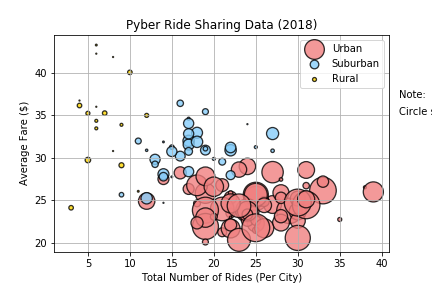 Pyber Ride Sharing Data (2018)
Urban
Suburban
Rural
Note:
Circle
Average Fare ($)
40
35
30
25
20
5 10 15 20 25 30 35 40
Total Number of Rides (Per City)